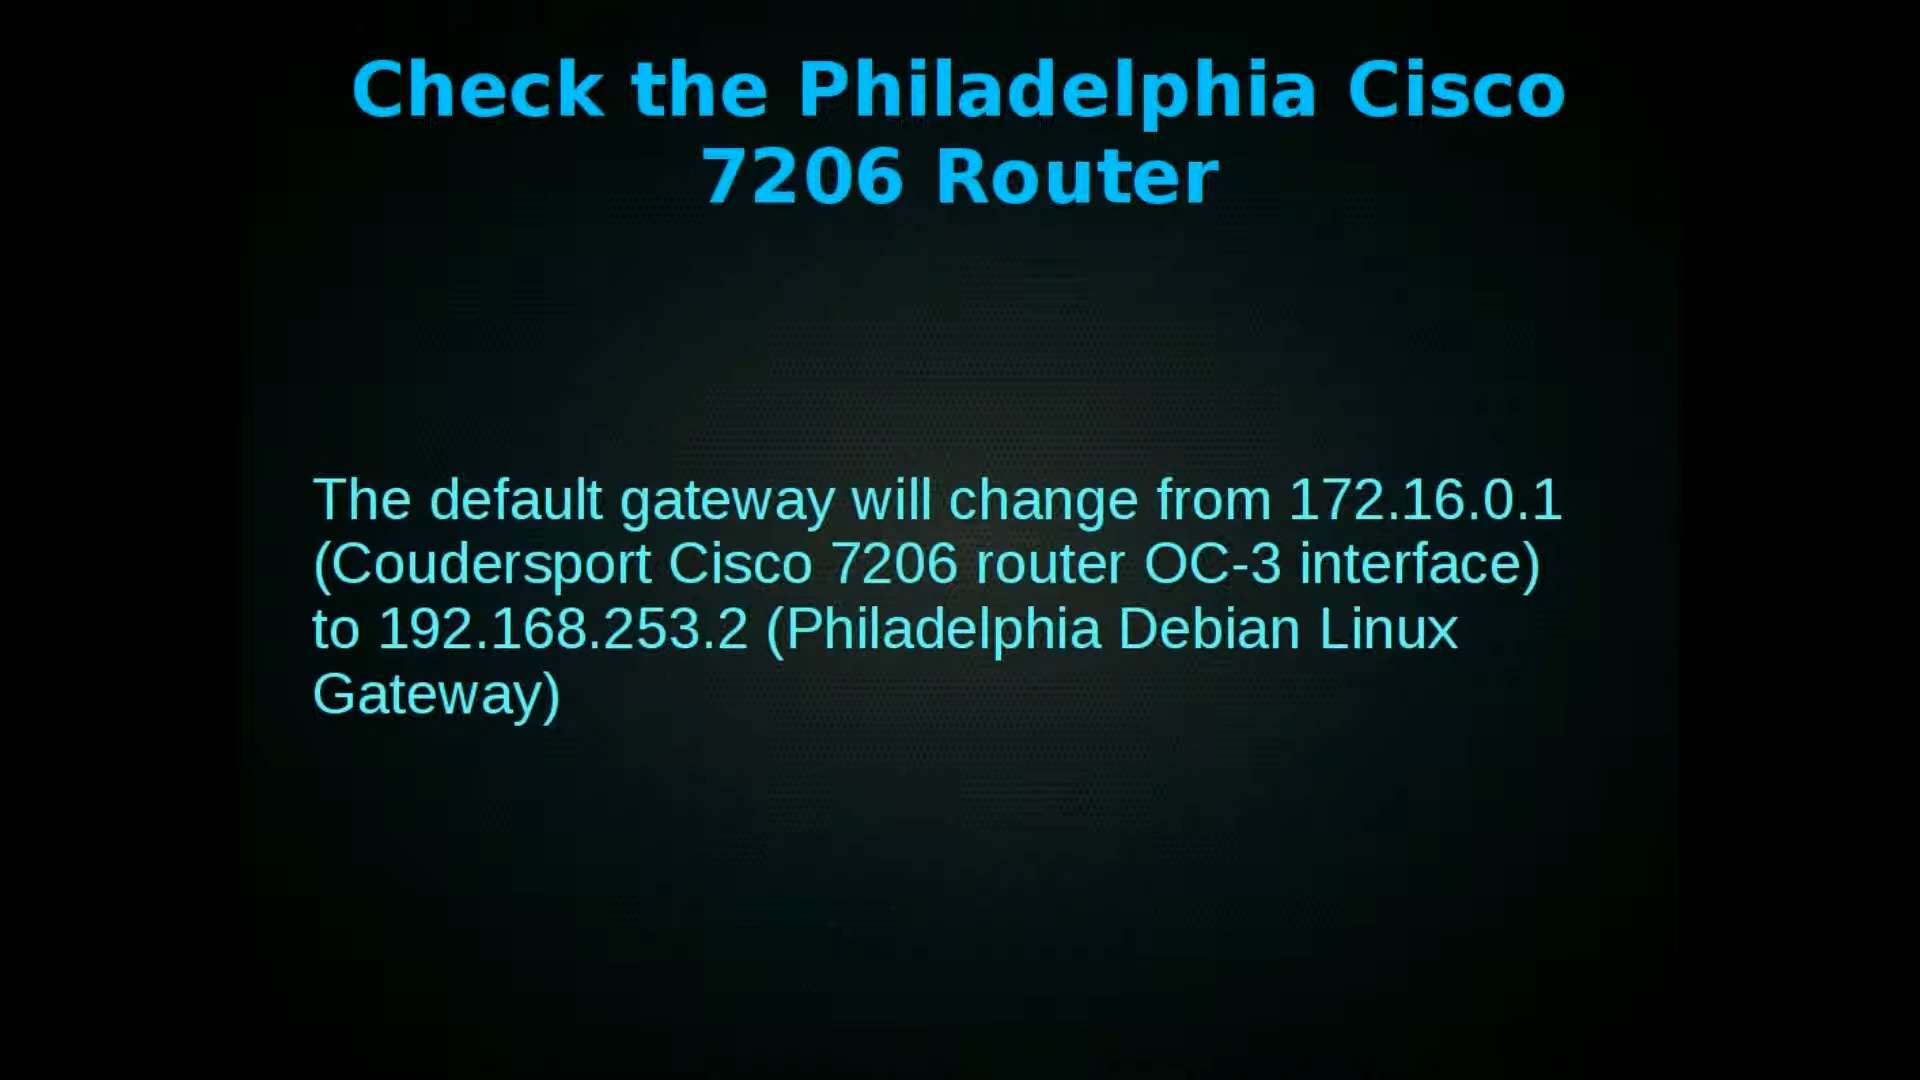 Check the Philadelphia Cisco
7206 Router
The default gateway will change from 172.16.0.1
(Coudersport Cisco 7206 router OC-3 interface)
to 192.168.253.2 (Philadelphia Debian Linux
Gateway)